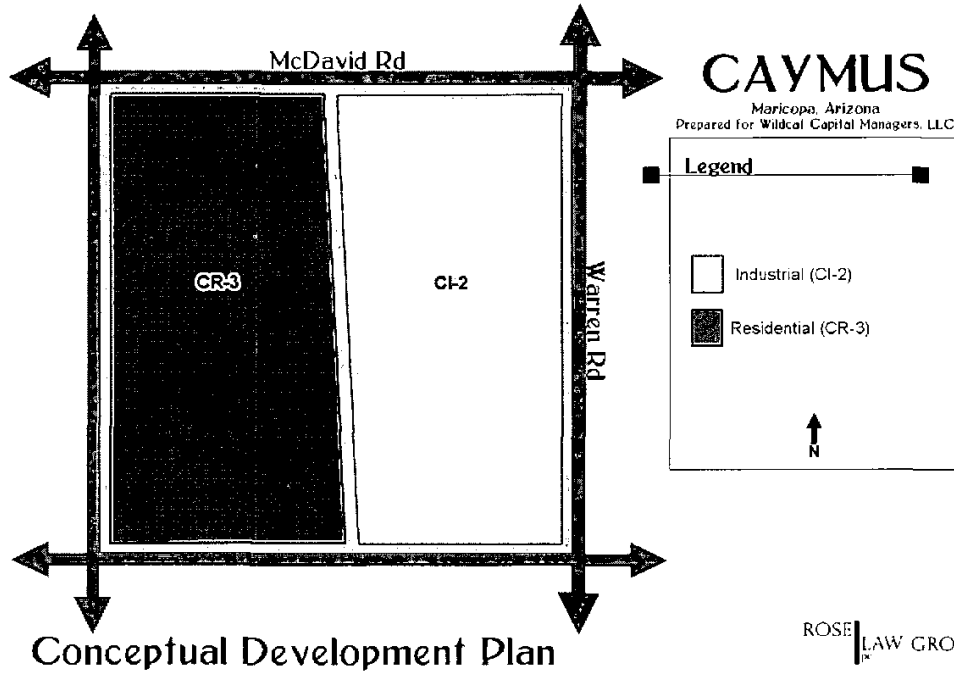 McDavid Rd
CAYMUS
Maricopa, Arizona
Prepared for Wildcat Capital Managers, LLC
Legend
CR-3
CI-2
Warren Rd
Industrial (CI-2)
Residential (CR-3)
N
Conceptual Development Plan
ROSE
LAW GRO
pc